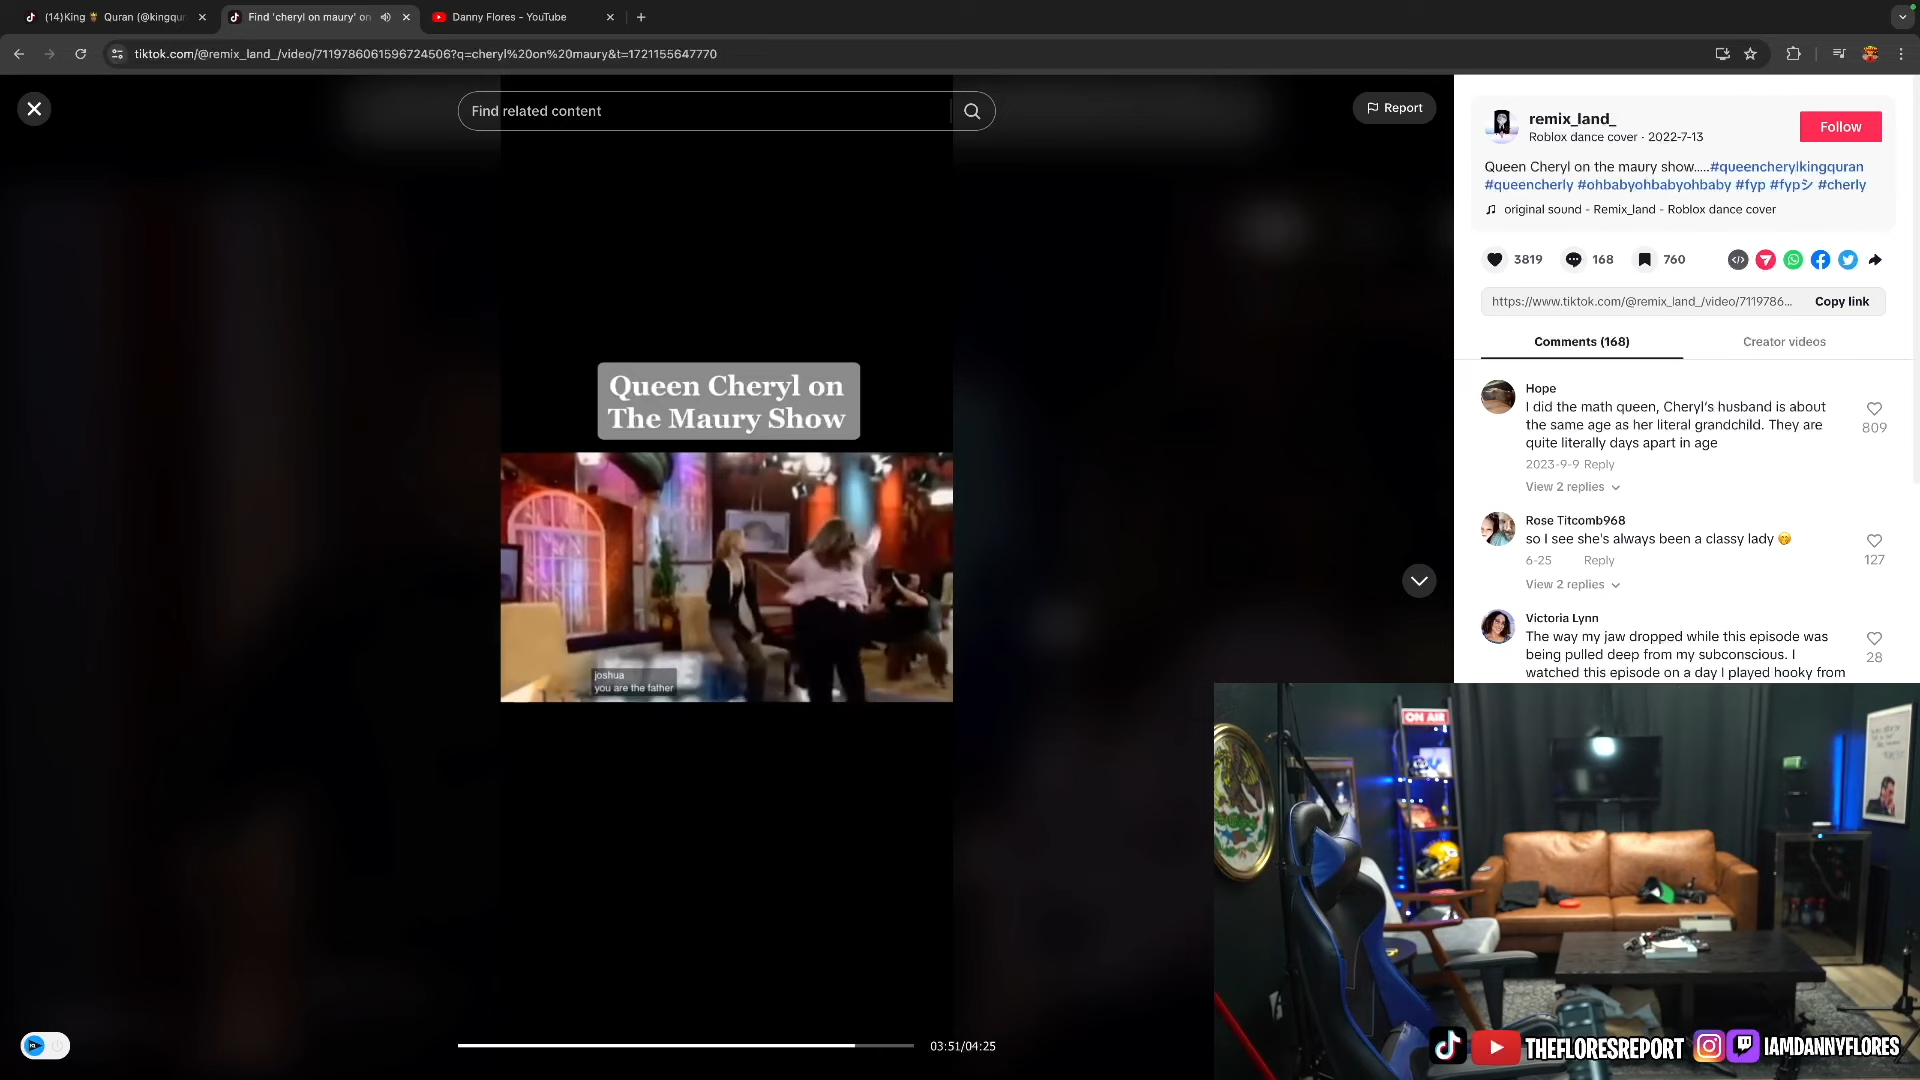 (14)King Quran (@kingqur
Find 'cheryl on maury' on
Danny Flores - YouTube
tiktok.com/@remix_land_/video/7119786061596724506?q=cheryl%20on%20maury&t=1721155647770
Find related content
Report
Queen Cheryl on
The Maury Show
joshua
you are the father
03:51/04:25
remix_land_
Roblox dance cover · 2022-7-13
Follow
Queen Cheryl on the maury show.....#queencherylkingquran
#queencherly #ohbabyohbabyohbaby #fyp #fypシ #cherly
original sound - Remix_land - Roblox dance cover
3819
168
760
https://www.tiktok.com/@remix_land_/video/7119786...
Copy link
Comments (168)
Creator videos
Hope
I did the math queen, Cheryl's husband is about
the same age as her literal grandchild. They are
quite literally days apart in age
809
2023-9-9 Reply
View 2 replies
Rose Titcomb968
so I see she's always been a classy lady 🤭
127
6-25 Reply
View 2 replies
Victoria Lynn
The way my jaw dropped while this episode was
being pulled deep from my subconscious. I
watched this episode on a day I played hooky from
28
ON AIR
THEFLORESREPORT
IAMDANNYFLORES